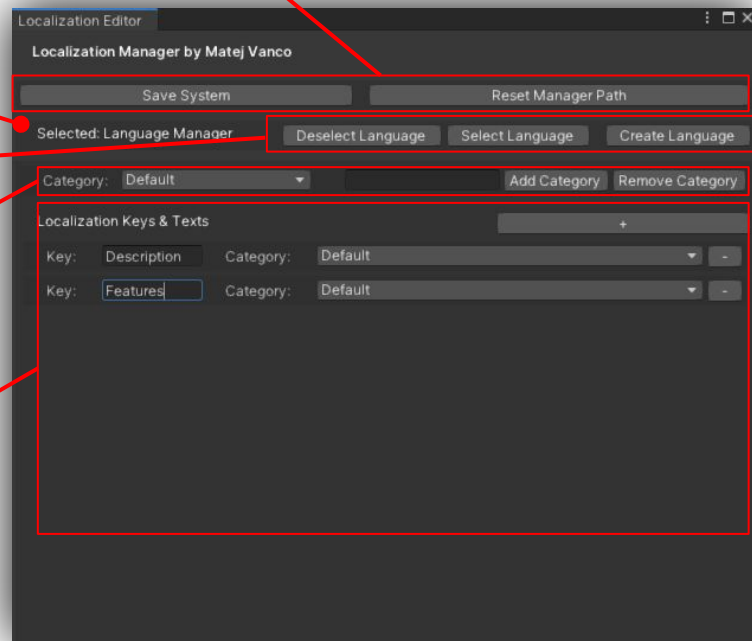 Localization Editor
Localization Manager by Matej Vanco
Save System Reset Manager Path
Selected: Language Manager Deselect Language Select Language Create Language
Category: Default Add Category Remove Category
Localization Keys & Texts +
Key: Description Category: Default -
Key: Features Category: Default -